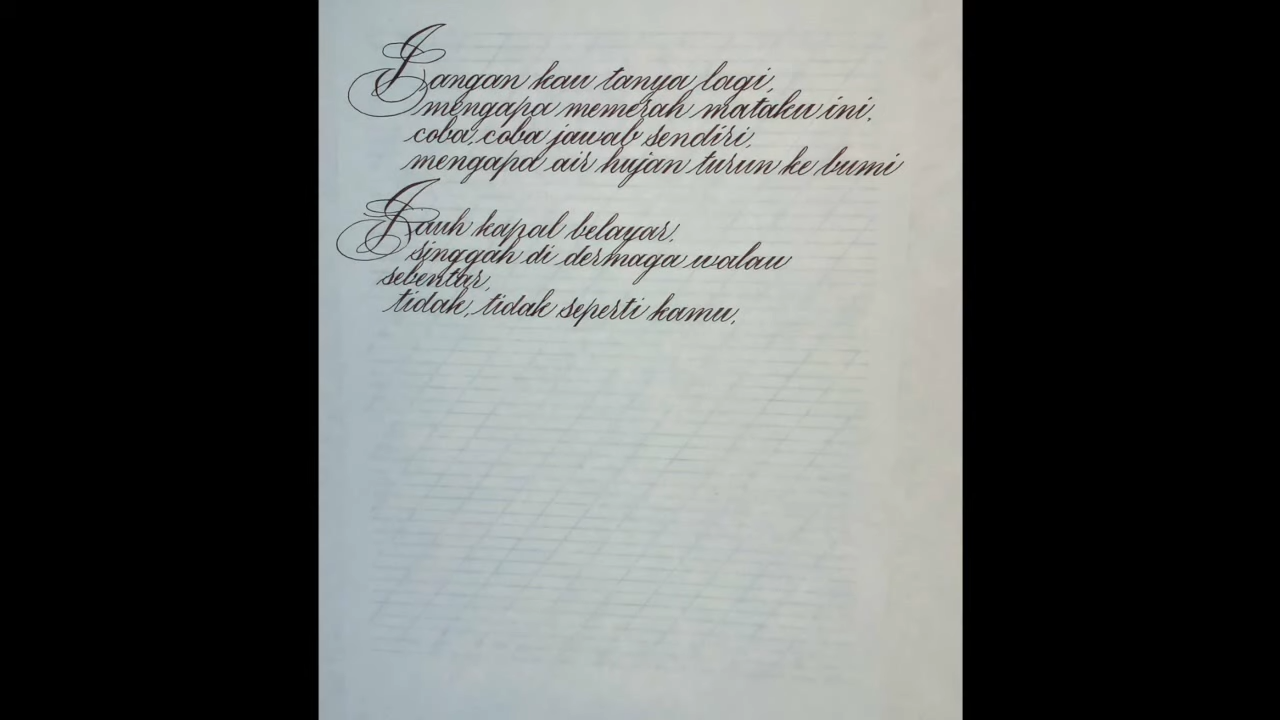 Jangan kau tanya lagi,
mengapa memerah mataku ini.
coba, coba jawab sendiri,
mengapa air hujan turun ke bumi
Jauh kapal belayar,
singgah di dermaga walau
sebentar,
tidak, tidak seperti kamu,